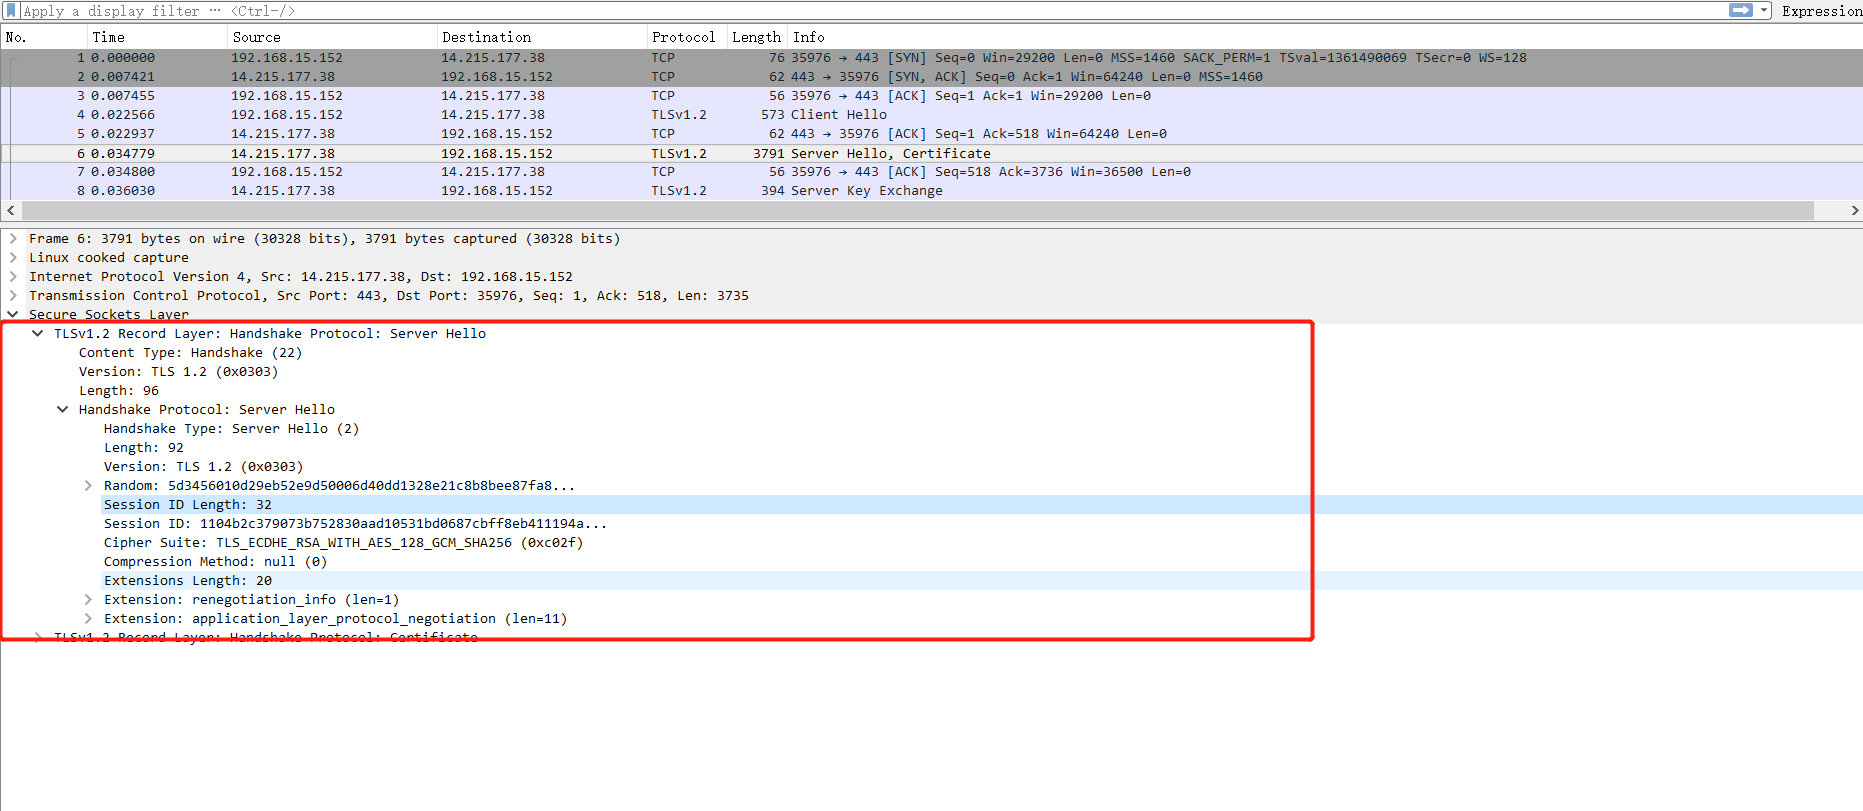 Apply a display filter ··· <Ctrl-/> Expression
No. Time Source Destination Protocol Length Info
1 0.000000 192.168.15.152 14.215.177.38 TCP 76 35976 → 443 [SYN] Seq=0 Win=29200 Len=0 MSS=1460 SACK_PERM=1 TSval=1361490069 TSecr=0 WS=128
2 0.007421 14.215.177.38 192.168.15.152 TCP 62 443 → 35976 [SYN, ACK] Seq=0 Ack=1 Win=64240 Len=0 MSS=1460
3 0.007455 192.168.15.152 14.215.177.38 TCP 56 35976 → 443 [ACK] Seq=1 Ack=1 Win=29200 Len=0
4 0.022566 192.168.15.152 14.215.177.38 TLSv1.2 573 Client Hello
5 0.022937 14.215.177.38 192.168.15.152 TCP 62 443 → 35976 [ACK] Seq=1 Ack=518 Win=64240 Len=0
6 0.034779 14.215.177.38 192.168.15.152 TLSv1.2 3791 Server Hello, Certificate
7 0.034800 192.168.15.152 14.215.177.38 TCP 56 35976 → 443 [ACK] Seq=518 Ack=3736 Win=36500 Len=0
8 0.036030 14.215.177.38 192.168.15.152 TLSv1.2 394 Server Key Exchange
Frame 6: 3791 bytes on wire (30328 bits), 3791 bytes captured (30328 bits)
Linux cooked capture
Internet Protocol Version 4, Src: 14.215.177.38, Dst: 192.168.15.152
Transmission Control Protocol, Src Port: 443, Dst Port: 35976, Seq: 1, Ack: 518, Len: 3735
Secure Sockets Layer
TLSv1.2 Record Layer: Handshake Protocol: Server Hello
Content Type: Handshake (22)
Version: TLS 1.2 (0x0303)
Length: 96
Handshake Protocol: Server Hello
Handshake Type: Server Hello (2)
Length: 92
Version: TLS 1.2 (0x0303)
Random: 5d3456010d29eb52e9d50006d40dd1328e21c8b8bee87fa8...
Session ID Length: 32
Session ID: 1104b2c379073b752830aad10531bd0687cbff8eb411194a...
Cipher Suite: TLS_ECDHE_RSA_WITH_AES_128_GCM_SHA256 (0xc02f)
Compression Method: null (0)
Extensions Length: 20
Extension: renegotiation_info (len=1)
Extension: application_layer_protocol_negotiation (len=11)
TLSv1.2 Record Layer: Handshake Protocol: Certificate